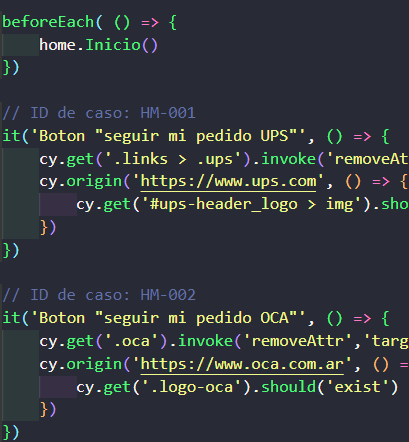 beforeEach( () => {
home.Inicio()
})
// ID de caso: HM-001
it('Boton "seguir mi pedido UPS"', () => {
cy.get('.links > .ups').invoke('removeAt
cy.origin('https://www.ups.com', () => {
cy.get('#ups-header_logo > img').sho
})
})
// ID de caso: HM-002
it('Boton "seguir mi pedido OCA"', () => {
cy.get('.oca').invoke('removeAttr','targ
cy.origin('https://www.oca.com.ar', () =
cy.get('.logo-oca').should('exist')
})
})